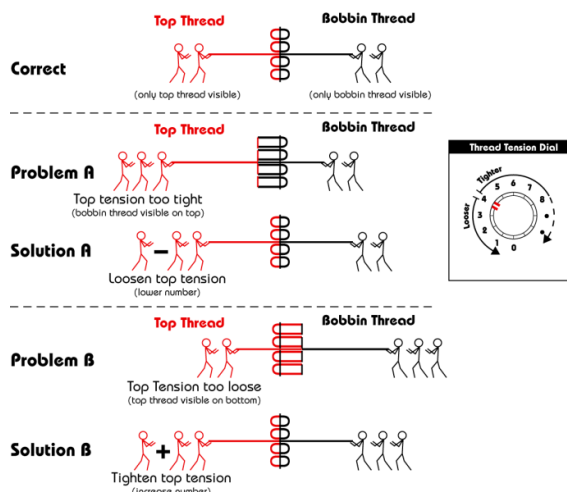 Top Thread
Bobbin Thread
Correct
(only top thread visible)
(only bobbin thread visible)
Top Thread
Bobbin Thread
Problem A
Top tension too tight
(bobbin thread visible on top)
Solution A
Loosen top tension
(lower number)
Thread Tension Dial
Tighter
Looser
0
1
2
3
4
5
6
7
8
Top Thread
Bobbin Thread
Problem B
Top Tension too loose
(top thread visible on bottom)
Solution B
Tighten top tension
(increase number)